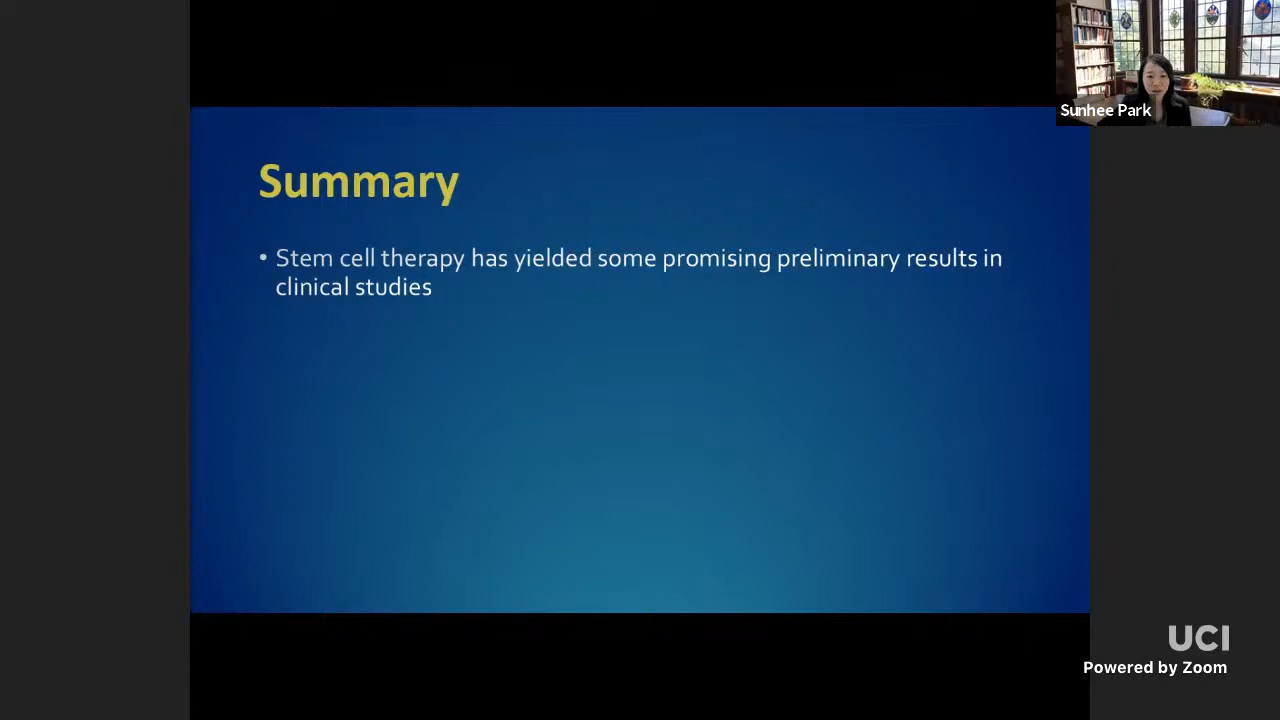 Sunhee Park
Summary
• Stem cell therapy has yielded some promising preliminary results in
clinical studies
UCI
Powered by Zoom